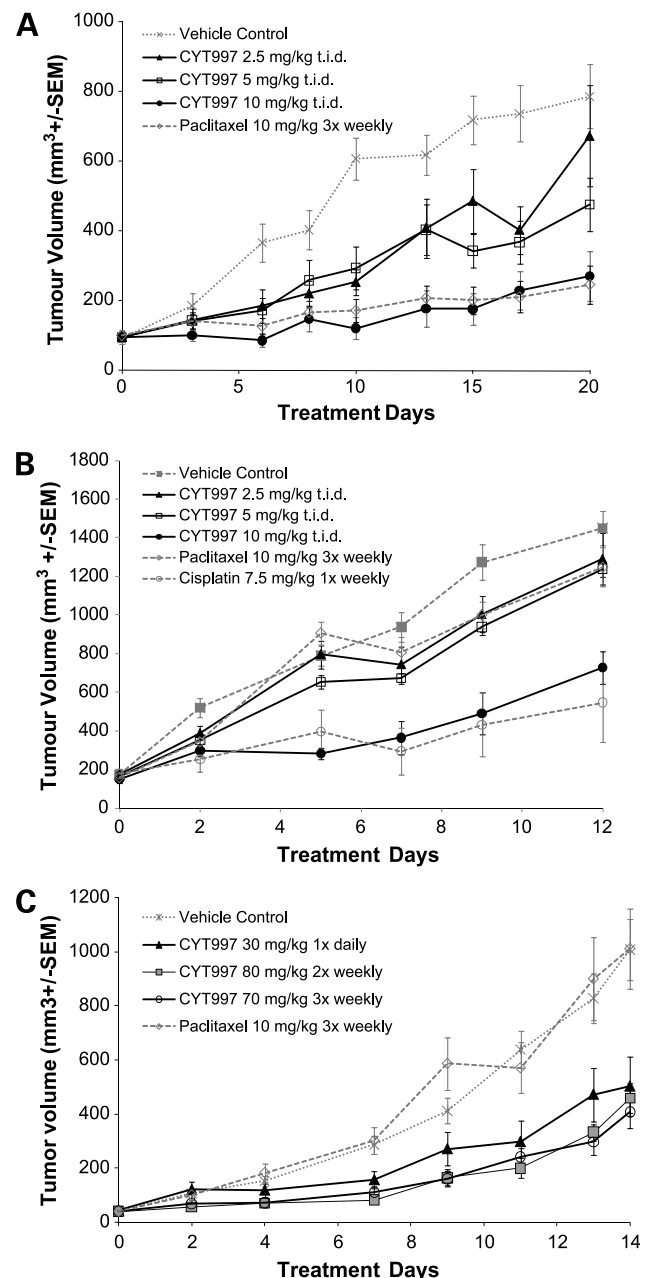 A
1000
800
600
400
200
0
Tumour Volume (mm³+/-SEM)
Vehicle Control
CYT997 2.5 mg/kg t.i.d.
CYT997 5 mg/kg t.i.d.
CYT997 10 mg/kg t.i.d.
Paclitaxel 10 mg/kg 3x weekly
0 5 10 15 20
Treatment Days
B
1800
1600
1400
1200
1000
800
600
400
200
0
Tumour Volume (mm³ +/-SEM)
Vehicle Control
CYT997 2.5 mg/kg t.i.d.
CYT997 5 mg/kg t.i.d.
CYT997 10 mg/kg t.i.d.
Paclitaxel 10 mg/kg 3x weekly
Cisplatin 7.5 mg/kg 1x weekly
0 2 4 6 8 10 12
Treatment Days
C
1200
1000
800
600
400
200
0
Tumor volume (mm3+/-SEM)
Vehicle Control
CYT997 30 mg/kg 1x daily
CYT997 80 mg/kg 2x weekly
CYT997 70 mg/kg 3x weekly
Paclitaxel 10 mg/kg 3x weekly
0 2 4 6 8 10 12 14
Treatment Days